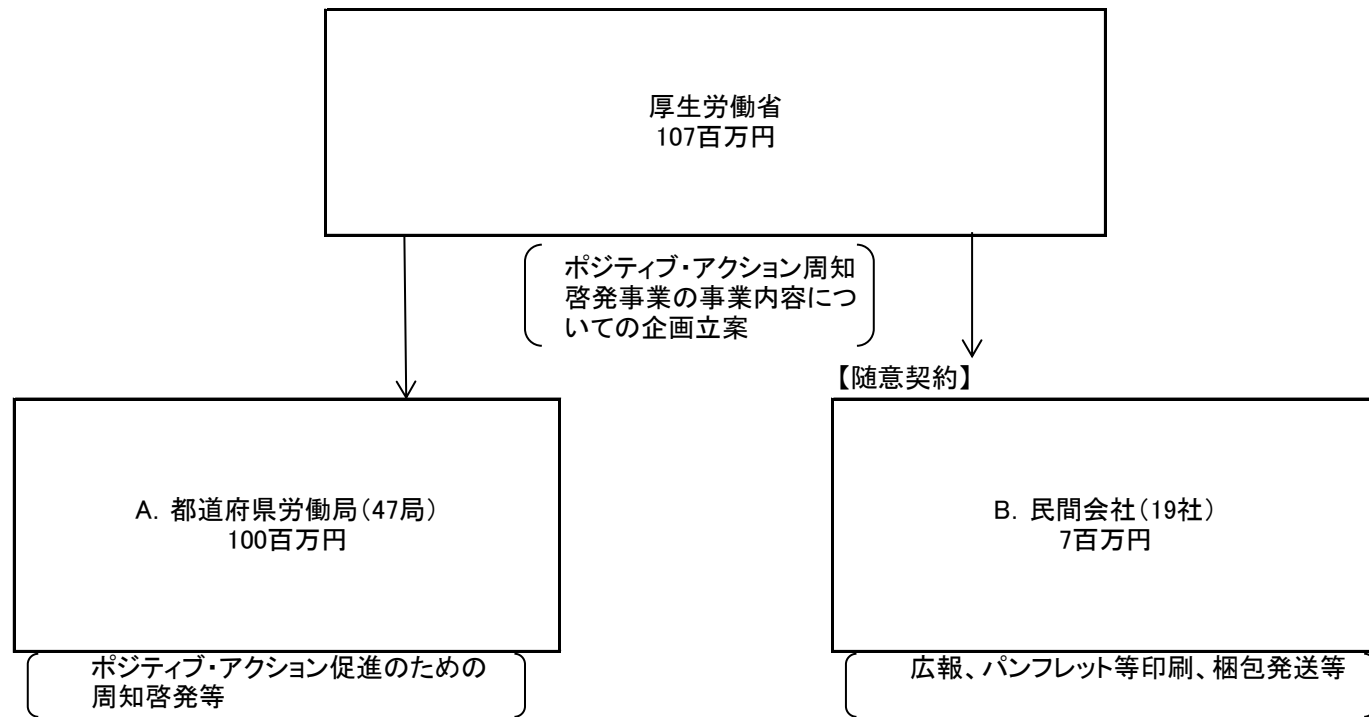 厚生労働省
107百万円
ポジティブ・アクション周知
啓発事業の事業内容につ
いての企画立案
【随意契約】
A. 都道府県労働局(47局)
100百万円
B. 民間会社(19社)
7百万円
ポジティブ・アクション促進のための
周知啓発等
広報、パンフレット等印刷、梱包発送等